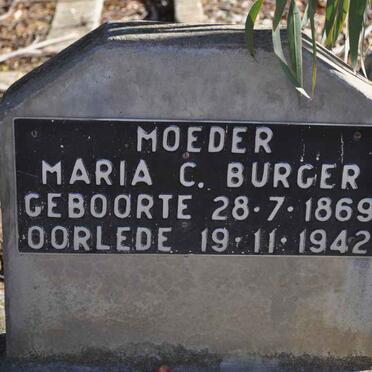 MOEDER
MARIA C. BURGER
GEBOORTE 28·7·1869
OORLEDE 19·11·1942